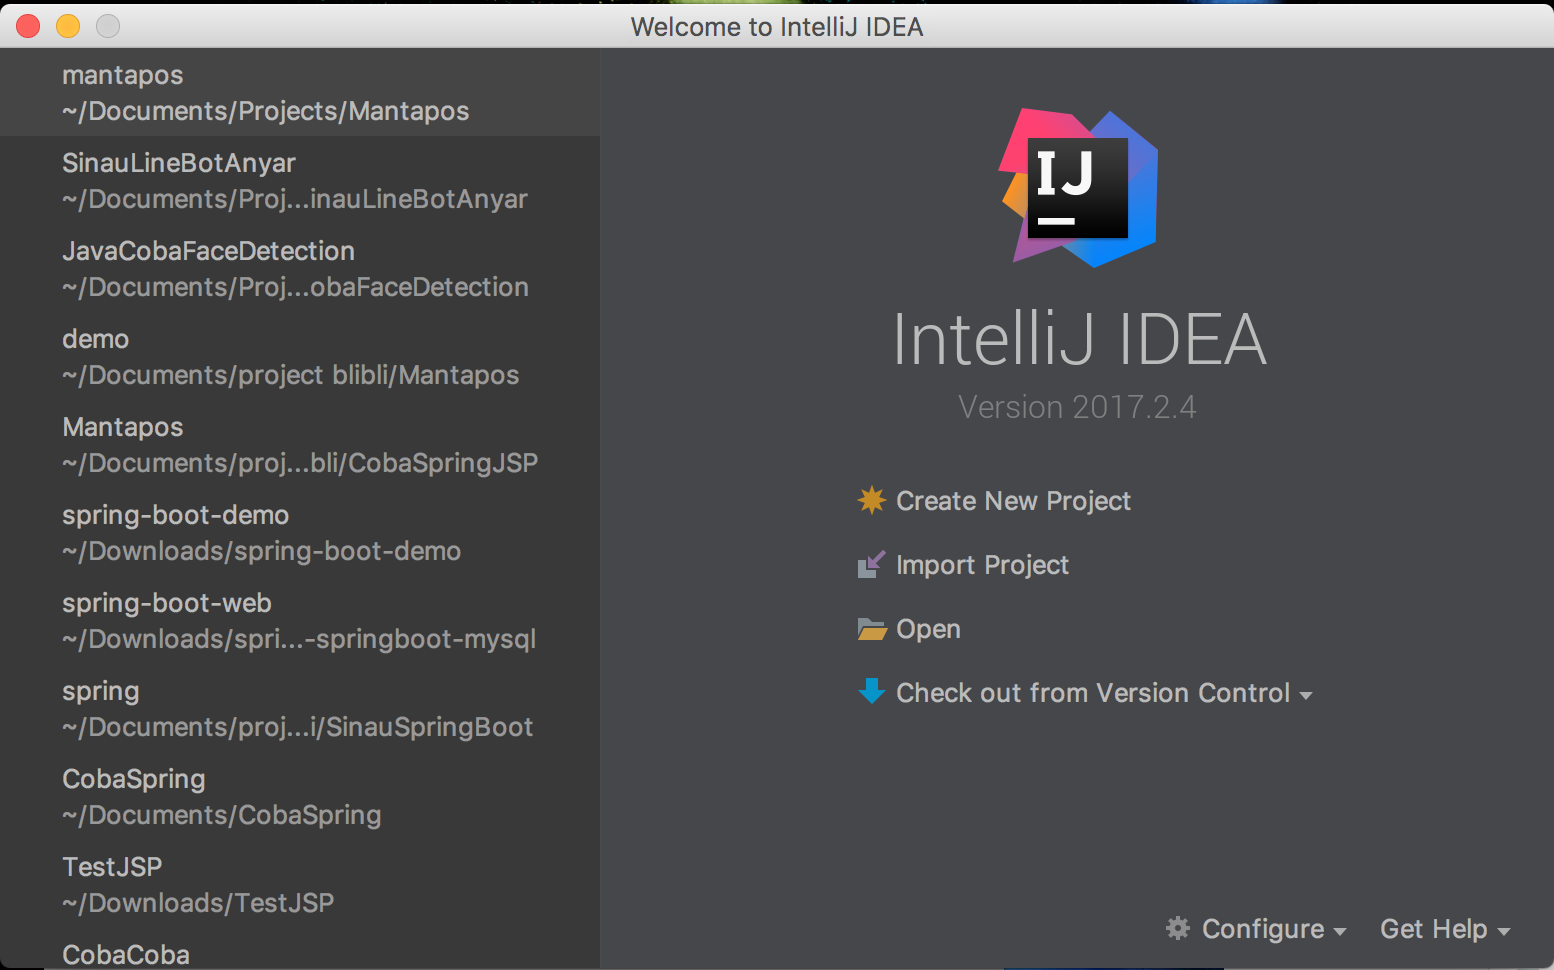 Welcome to IntelliJ IDEA
mantapos
~/Documents/Projects/Mantapos
SinauLineBotAnyar
~/Documents/Proj...inauLineBotAnyar
JavaCobaFaceDetection
~/Documents/Proj...obaFaceDetection
demo
~/Documents/project blibli/Mantapos
Mantapos
~/Documents/proj...bli/CobaSpringJSP
spring-boot-demo
~/Downloads/spring-boot-demo
spring-boot-web
~/Downloads/spri...-springboot-mysql
spring
~/Documents/proj...i/SinauSpringBoot
CobaSpring
~/Documents/CobaSpring
TestJSP
~/Downloads/TestJSP
CobaCoba
IJ
IntelliJ IDEA
Version 2017.2.4
Create New Project
Import Project
Open
Check out from Version Control
Configure
Get Help